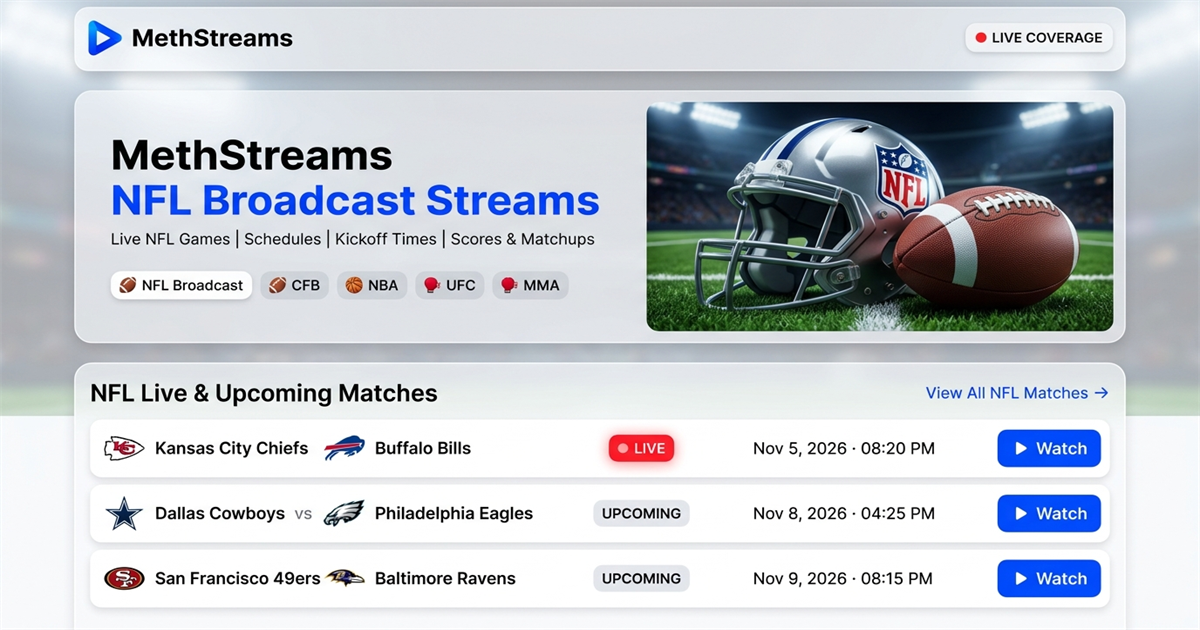 MethStreams
LIVE COVERAGE
MethStreams
NFL Broadcast Streams
Live NFL Games | Schedules | Kickoff Times | Scores & Matchups
NFL Broadcast CFB NBA UFC MMA
NFL
NFL Live & Upcoming Matches
View All NFL Matches →
KC Kansas City Chiefs Buffalo Bills LIVE Nov 5, 2026 · 08:20 PM Watch
Dallas Cowboys vs Philadelphia Eagles UPCOMING Nov 8, 2026 · 04:25 PM Watch
SF San Francisco 49ers Baltimore Ravens UPCOMING Nov 9, 2026 · 08:15 PM Watch